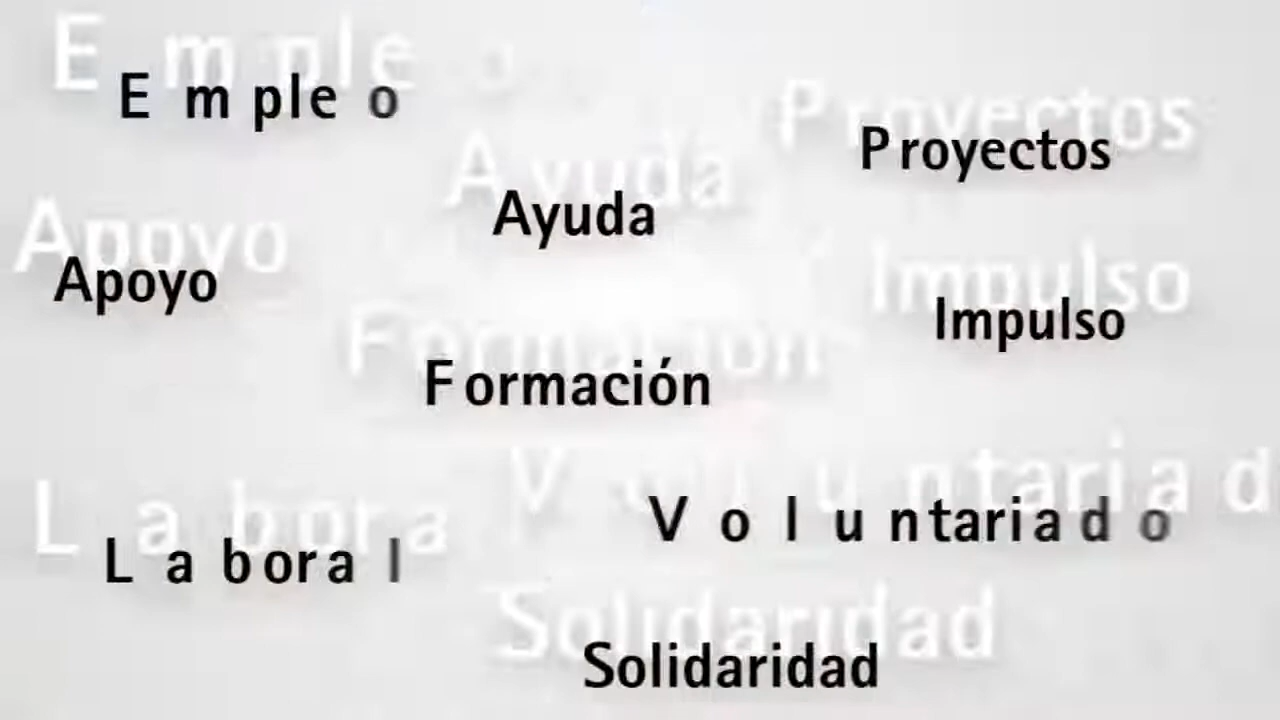 Empleo
Proyectos
Ayuda
Apoyo
Impulso
Formación
Voluntariado
Laboral
Solidaridad